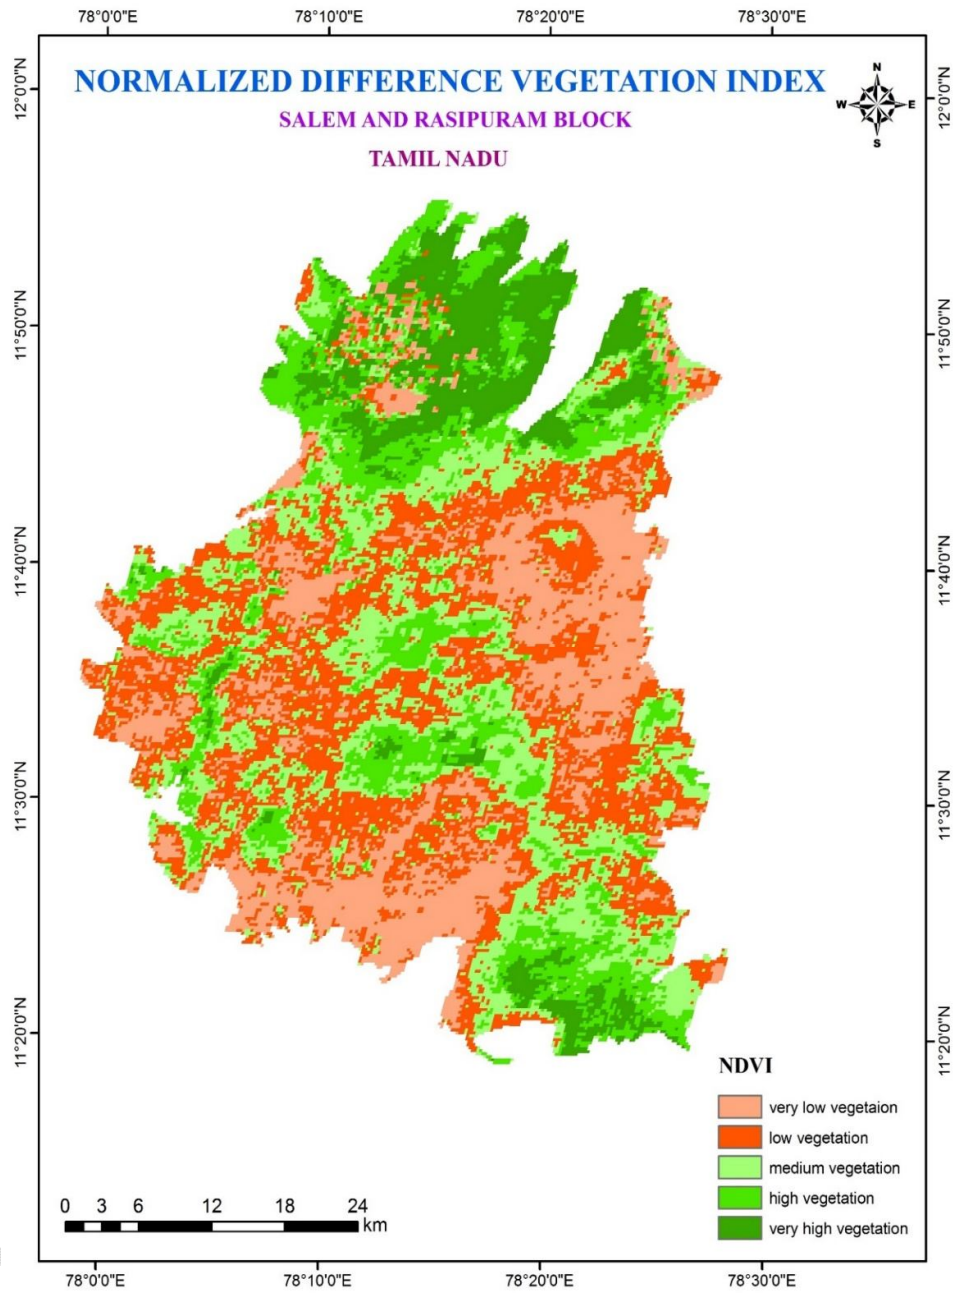 78°0'0"E 78°10'0"E 78°20'0"E 78°30'0"E
NORMALIZED DIFFERENCE VEGETATION INDEX
SALEM AND RASIPURAM BLOCK
TAMIL NADU
N
W E
S
12°0'0"N 12°0'0"N
11°50'0"N 11°50'0"N
11°40'0"N 11°40'0"N
11°30'0"N 11°30'0"N
11°20'0"N 11°20'0"N
NDVI
very low vegetaion
low vegetation
medium vegetation
high vegetation
very high vegetation
0 3 6 12 18 24
km
78°0'0"E 78°10'0"E 78°20'0"E 78°30'0"E